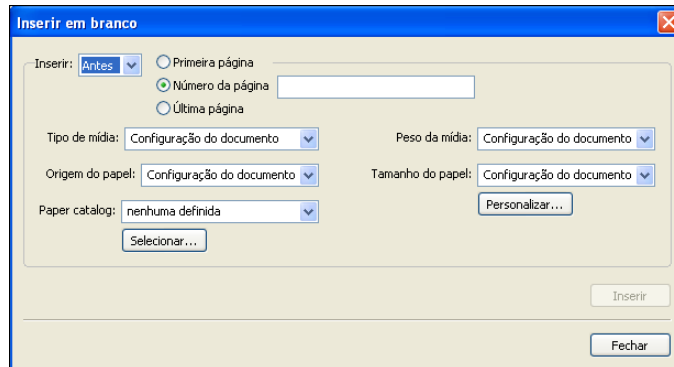 Inserir em branco
Inserir: Antes
Primeira página
Número da página
Última página
Tipo de mídia: Configuração do documento Peso da mídia: Configuração do documento
Origem do papel: Configuração do documento Tamanho do papel: Configuração do documento
Paper catalog: nenhuma definida Personalizar...
Selecionar...
Inserir
Fechar